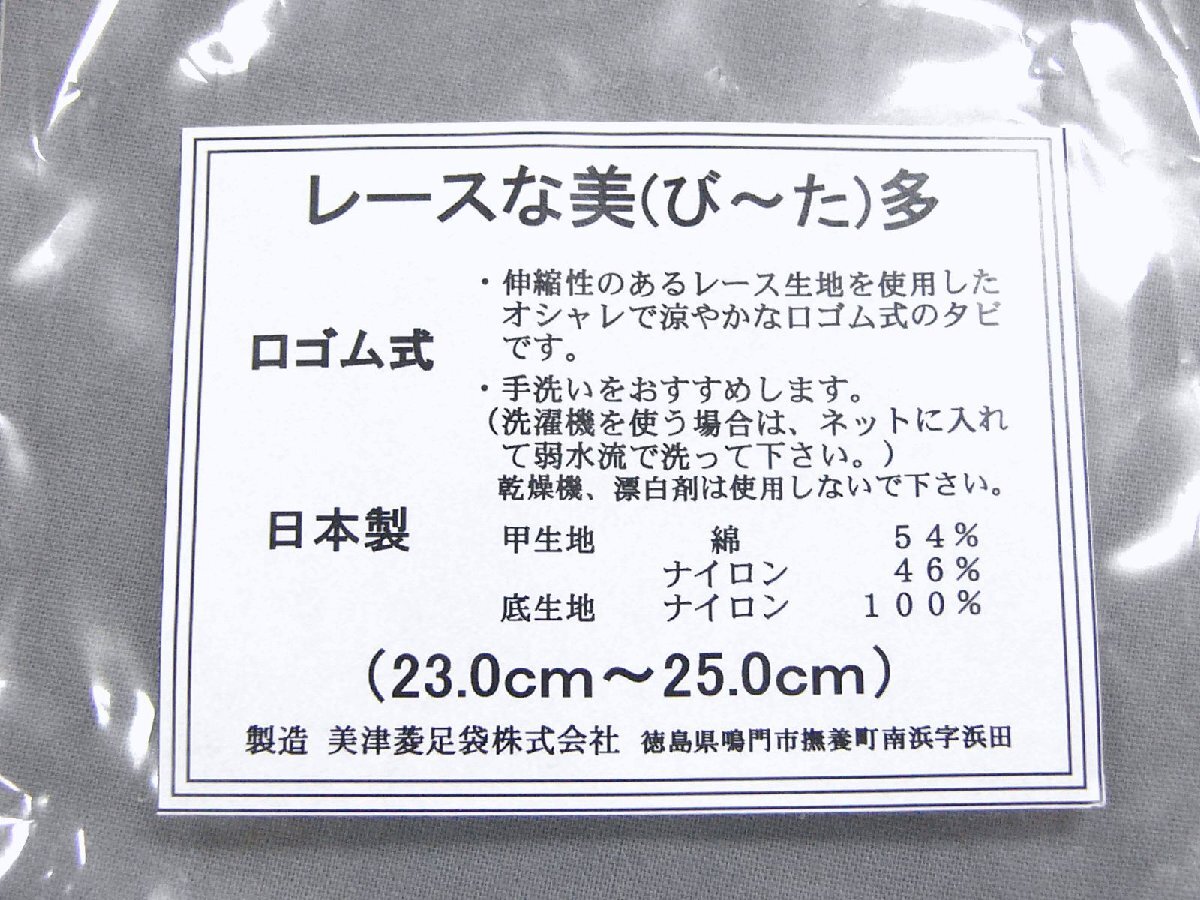 レースな美(び～た)多
・伸縮性のあるレース生地を使用した
オシャレで涼やかな口ゴム式のタビ
です。
口ゴム式
・手洗いをおすすめします。
(洗濯機を使う場合は、ネットに入れ
て弱水流で洗って下さい。)
乾燥機、漂白剤は使用しないで下さい。
日本製
甲生地 綿 54%
ナイロン 46%
底生地 ナイロン 100%
(23.0cm～25.0cm)
製造 美津菱足袋株式会社 徳島県鳴門市撫養町南浜字浜田